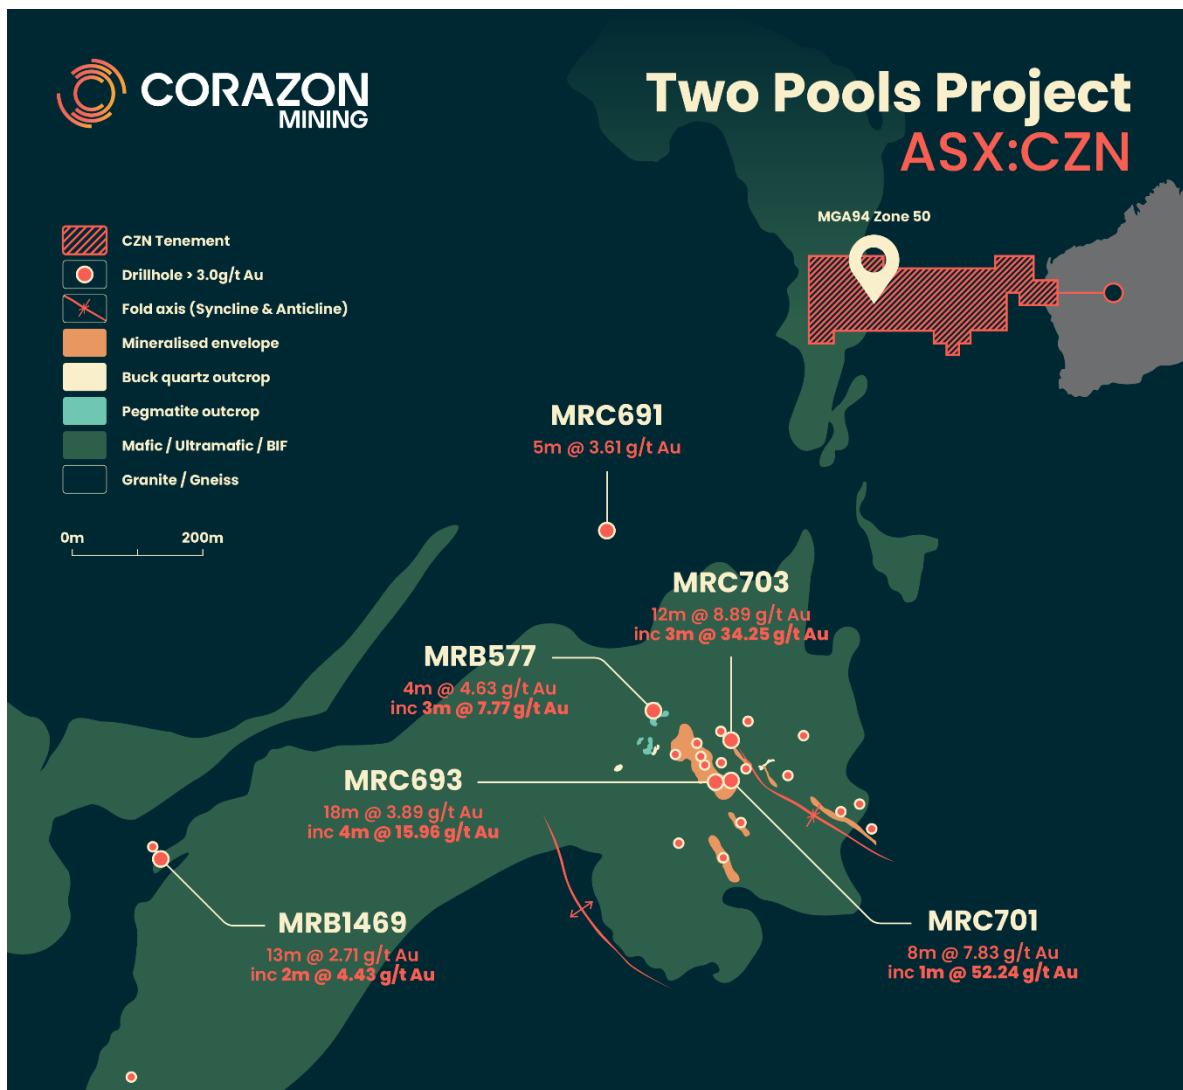 CORAZON
MINING
Two Pools Project
ASX:CZN
MGA94 Zone 50
CZN Tenement
Drillhole > 3.0g/t Au
Fold axis (Syncline & Anticline)
Mineralised envelope
Buck quartz outcrop
Pegmatite outcrop
Mafic / Ultramafic / BIF
Granite / Gneiss
0m 200m
MRC691
5m @ 3.61 g/t Au
MRC703
12m @ 8.89 g/t Au
inc 3m @ 34.25 g/t Au
MRB577
4m @ 4.63 g/t Au
inc 3m @ 7.77 g/t Au
MRC693
18m @ 3.89 g/t Au
inc 4m @ 15.96 g/t Au
MRB1469
13m @ 2.71 g/t Au
inc 2m @ 4.43 g/t Au
MRC701
8m @ 7.83 g/t Au
inc 1m @ 52.24 g/t Au